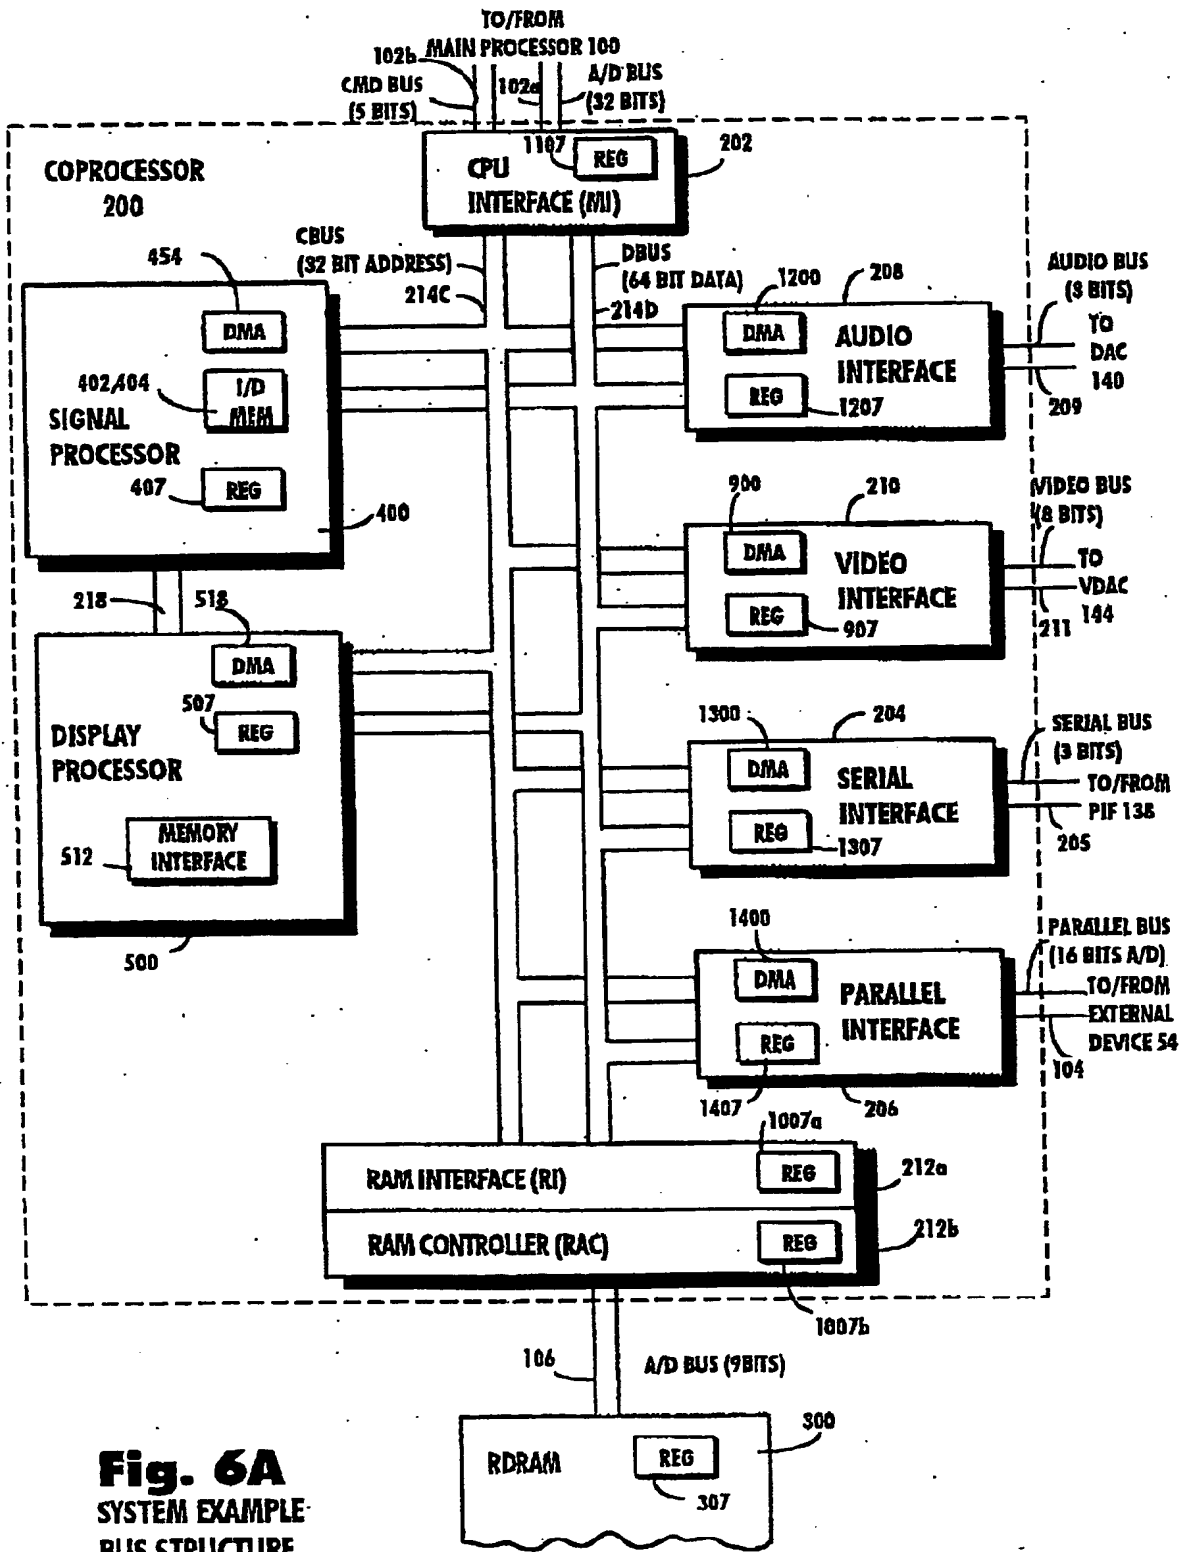 TO/FROM
MAIN PROCESSOR 100
102b
CMD BUS
(5 BITS)
102a
A/D BUS
(32 BITS)
COPROCESSOR
200
1107
REG
CPU
INTERFACE (MI)
202
CBUS
(32 BIT ADDRESS)
214C
DBUS
(64 BIT DATA)
214D
454
DMA
402,404
I/D
MEM
SIGNAL
PROCESSOR
407
REG
400
1200
208
DMA
AUDIO
INTERFACE
REG
1207
AUDIO BUS
(3 BITS)
TO
DAC
140
209
900
210
DMA
VIDEO
INTERFACE
REG
907
VIDEO BUS
(8 BITS)
TO
VDAC
144
211
218
518
DMA
507
REG
DISPLAY
PROCESSOR
MEMORY
INTERFACE
512
500
1300
204
DMA
SERIAL
INTERFACE
REG
1307
SERIAL BUS
(3 BITS)
TO/FROM
PIF 138
205
1400
DMA
PARALLEL
INTERFACE
REG
1407
206
PARALLEL BUS
(16 BITS A/D)
TO/FROM
EXTERNAL
DEVICE 54
104
1007a
RAM INTERFACE (RI)
REG
212a
RAM CONTROLLER (RAC)
REG
212b
1007b
106
A/D BUS (9BITS)
300
RDRAM
REG
307
Fig. 6A
SYSTEM EXAMPLE
BUS STRUCTURE